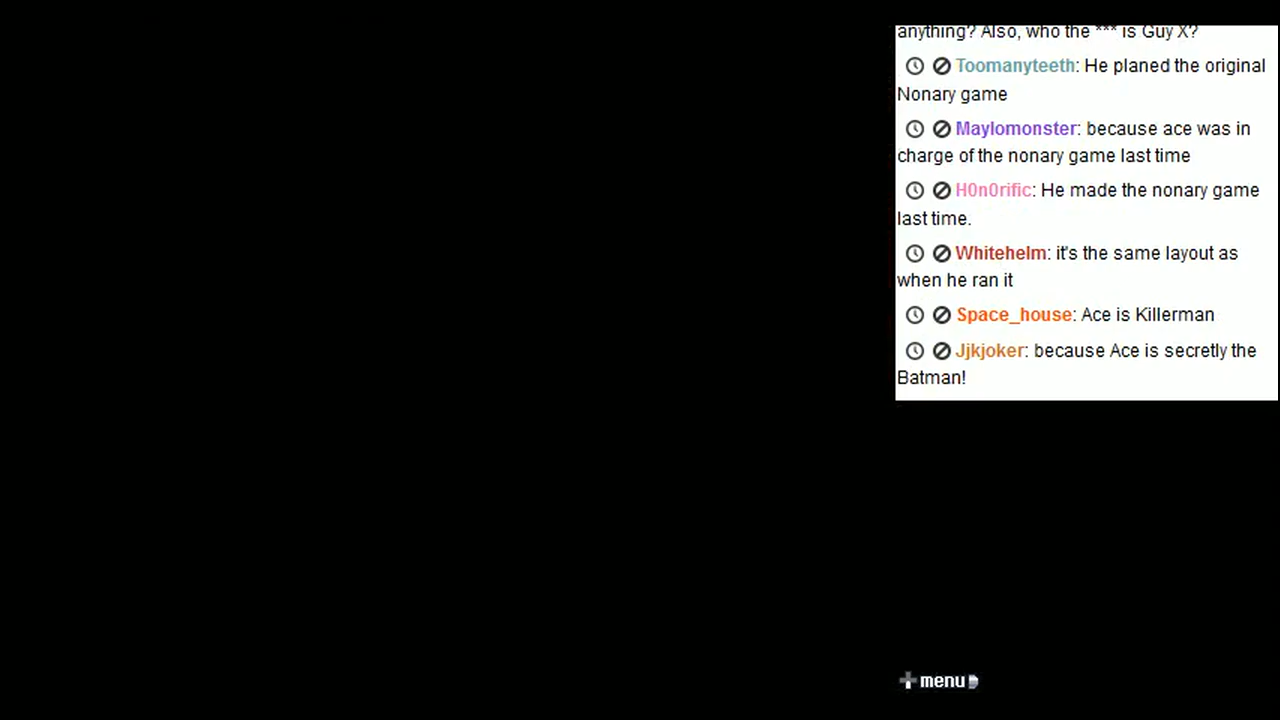 anything? Also, who the *** is Guy X?
Toomanyteeth: He planed the original
Nonary game
Maylomonster: because ace was in
charge of the nonary game last time
H0n0rific: He made the nonary game
last time.
Whitehelm: it's the same layout as
when he ran it
Space_house: Ace is Killerman
Jjkjoker: because Ace is secretly the
Batman!
menu